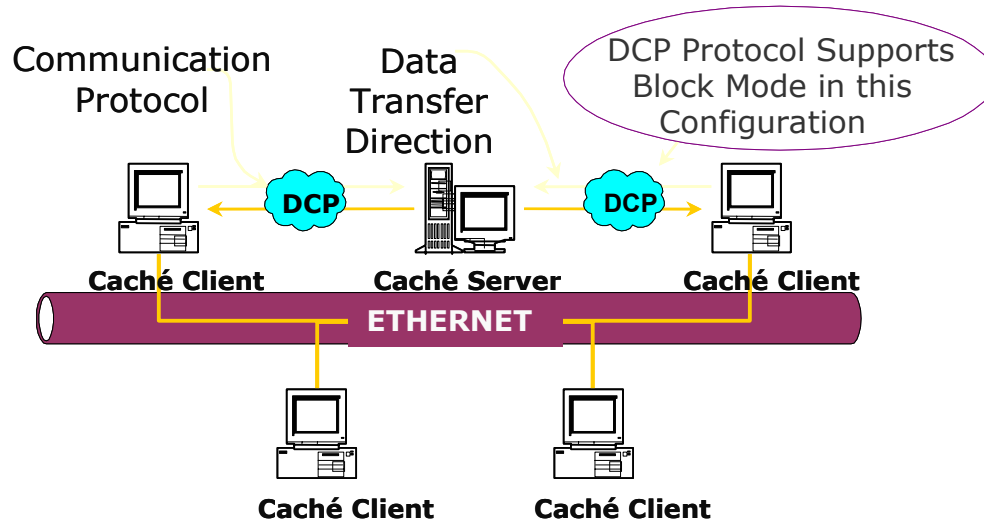 Communication
Protocol
Data
Transfer
Direction
DCP Protocol Supports
Block Mode in this
Configuration
DCP
DCP
Caché Client
Caché Server
Caché Client
ETHERNET
Caché Client
Caché Client